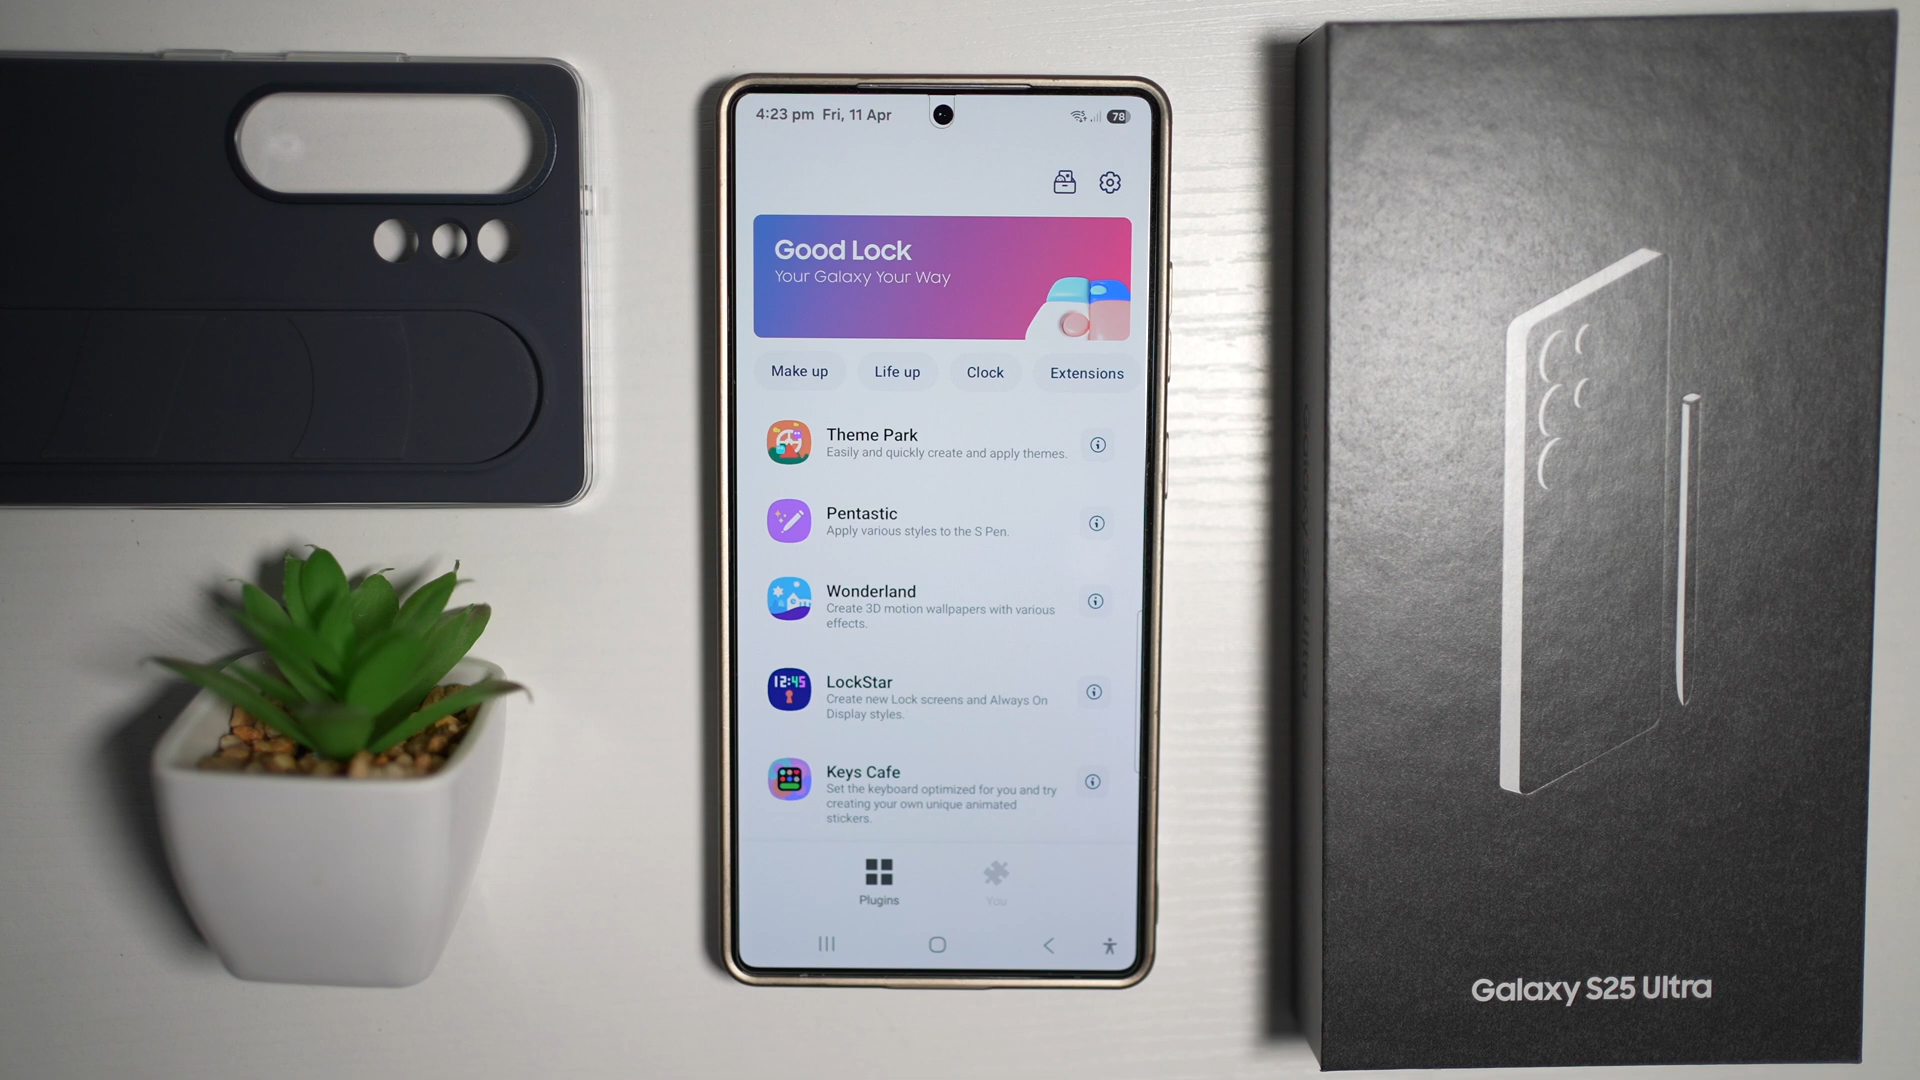 4:23 pm Fri, 11 Apr
78
Good Lock
Your Galaxy Your Way
Make up
Life up
Clock
Extensions
Theme Park
Easily and quickly create and apply themes.
Pentastic
Apply various styles to the S Pen.
Wonderland
Create 3D motion wallpapers with various
effects.
12:45
LockStar
Create new Lock screens and Always On
Display styles.
Keys Cafe
Set the keyboard optimized for you and try
creating your own unique animated
stickers.
Plugins
You
Galaxy S25 Ultra